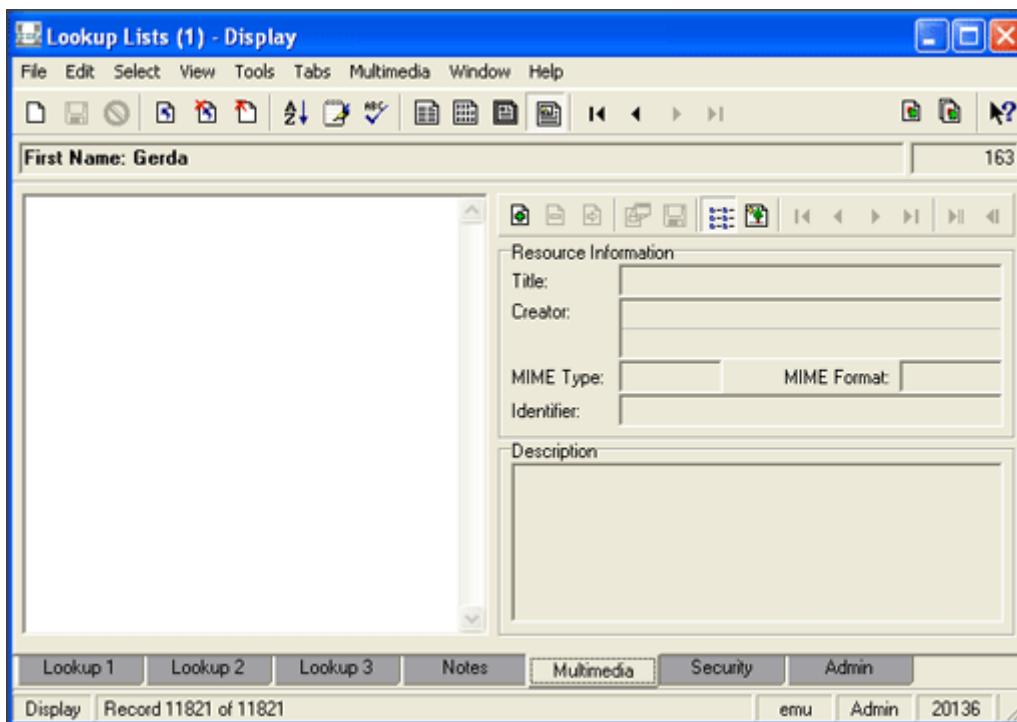 Lookup Lists (1) - Display
File Edit Select View Tools Tabs Multimedia Window Help
First Name: Gerda 163
Resource Information
Title:
Creator:
MIME Type: MIME Format:
Identifier:
Description
Lookup 1 Lookup 2 Lookup 3 Notes Multimedia Security Admin
Display Record 11821 of 11821 emu Admin 20136